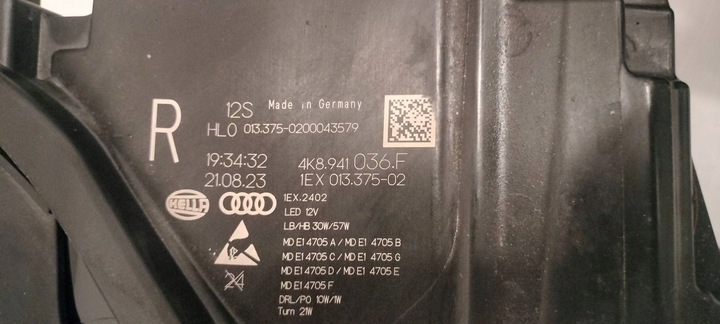 R
12S Made in Germany
HLO 013.375-0200043579
19:34:32 4K8.941 036.F
21.08.23 1EX 013.375-02
HELLA
1EX.2402
LED 12V
LB/HB 30W/57W
MD E1 4705 A / MD E1 4705 B
MD E1 4705 C / MD E1 4705 G
MD E1 4705 D / MD E1 4705 E
MD E1 4705 F
24
DRL/PO 10W/1W
Turn 21W